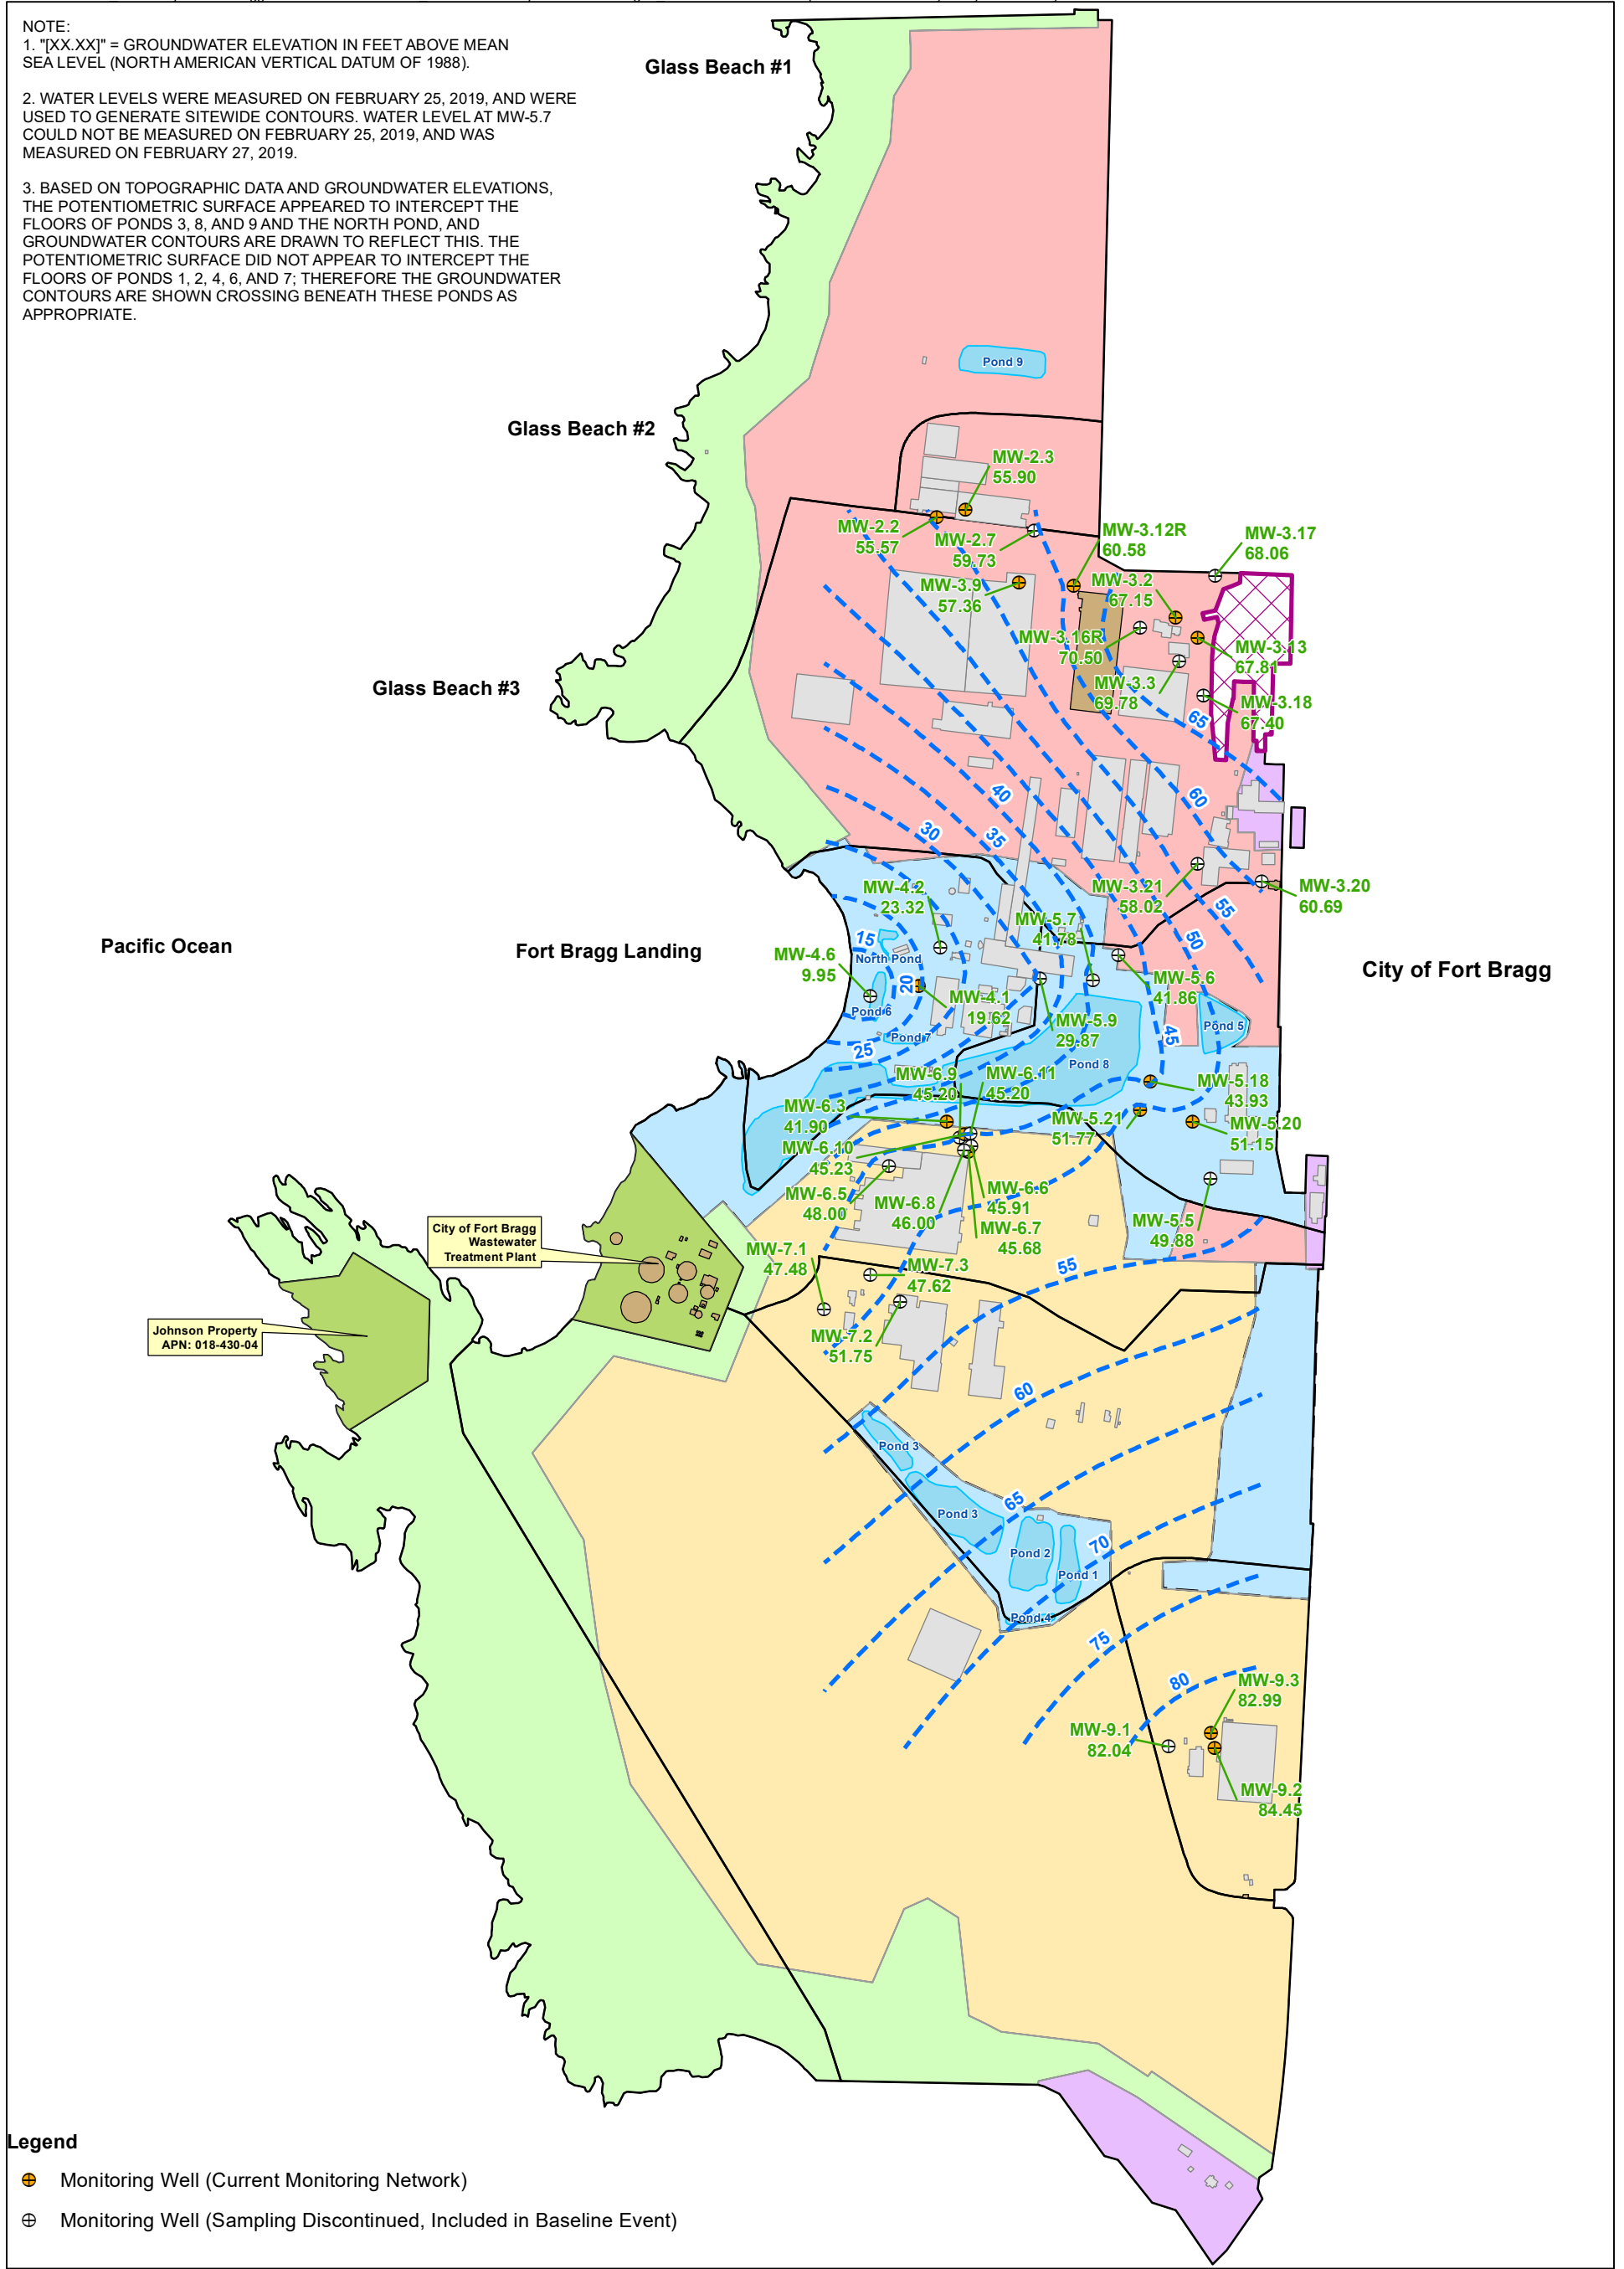 NOTE:
1. "[XX.XX]" = GROUNDWATER ELEVATION IN FEET ABOVE MEAN
SEA LEVEL (NORTH AMERICAN VERTICAL DATUM OF 1988).
2. WATER LEVELS WERE MEASURED ON FEBRUARY 25, 2019, AND WERE
USED TO GENERATE SITEWIDE CONTOURS. WATER LEVEL AT MW-5.7
COULD NOT BE MEASURED ON FEBRUARY 25, 2019, AND WAS
MEASURED ON FEBRUARY 27, 2019.
3. BASED ON TOPOGRAPHIC DATA AND GROUNDWATER ELEVATIONS,
THE POTENTIOMETRIC SURFACE APPEARED TO INTERCEPT THE
FLOORS OF PONDS 3, 8, AND 9 AND THE NORTH POND, AND
GROUNDWATER CONTOURS ARE DRAWN TO REFLECT THIS. THE
POTENTIOMETRIC SURFACE DID NOT APPEAR TO INTERCEPT THE
FLOORS OF PONDS 1, 2, 4, 6, AND 7; THEREFORE THE GROUNDWATER
CONTOURS ARE SHOWN CROSSING BENEATH THESE PONDS AS
APPROPRIATE.
Glass Beach #1
Pond 9
Glass Beach #2
MW-2.3
55.90
MW-2.2
55.57
MW-2.7
59.73
MW-3.12R
60.58
MW-3.17
68.06
MW-3.9
57.36
MW-3.2
67.15
MW-3.16R
70.50
MW-3.13
67.81
MW-3.3
69.78
MW-3.18
67.40
Glass Beach #3
65
60
40
35
30
MW-4.2
23.32
MW-3.21
58.02
MW-3.20
60.69
55
50
MW-5.7
41.78
15
North Pond
MW-4.6
9.95
20
Pond 6
MW-4.1
19.62
MW-5.6
41.86
Pacific Ocean
Fort Bragg Landing
City of Fort Bragg
Pond 7
25
MW-5.9
29.87
45
Pond 5
Pond 8
MW-6.9
45.20
MW-6.11
45.20
MW-5.18
43.93
MW-6.3
41.90
MW-5.21
51.77
MW-5.20
51.15
MW-6.10
45.23
MW-6.5
48.00
MW-6.8
46.00
MW-6.6
45.91
MW-6.7
45.68
MW-5.5
49.88
City of Fort Bragg
Wastewater
Treatment Plant
MW-7.1
47.48
MW-7.3
47.62
55
MW-7.2
51.75
Johnson Property
APN: 018-430-04
60
Pond 3
65
Pond 3
Pond 2
70
Pond 1
Pond 4
75
80
MW-9.3
82.99
MW-9.1
82.04
MW-9.2
84.45
Legend
Monitoring Well (Current Monitoring Network)
Monitoring Well (Sampling Discontinued, Included in Baseline Event)